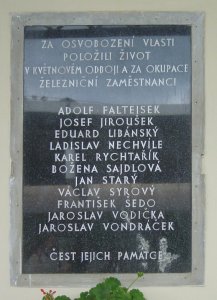 ZA OSVOBOZENÍ VLASTI
POLOŽILI ŽIVOT
V KVĚTNOVÉM ODBOJI A ZA OKUPACE
ŽELEZNIČNÍ ZAMĚSTNANCI
ADOLF FALTEJSEK
JOSEF JIROUŠEK
EDUARD LIBÁNSKÝ
LADISLAV NECHVÍLE
KAREL RYCHTAŘÍK
BOŽENA SAJDLOVÁ
JAN STARÝ
VÁCLAV SYROVÝ
FRANTIŠEK ŠEDO
JAROSLAV VODIČKA
JAROSLAV VONDRÁČEK
ČEST JEJICH PAMÁTCE